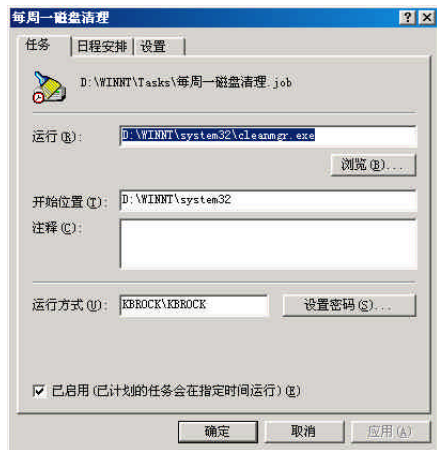 每周一磁盘清理
任务 日程安排 设置
D:\WINNT\Tasks\每周一磁盘清理.job
运行(R): D:\WINNT\system32\cleanmgr.exe
浏览(B)...
开始位置(T): D:\WINNT\system32
注释(C):
运行方式(U): KBROCK\KBROCK 设置密码(S)...
已启用(已计划的任务会在指定时间运行)(E)
确定 取消 应用(A)